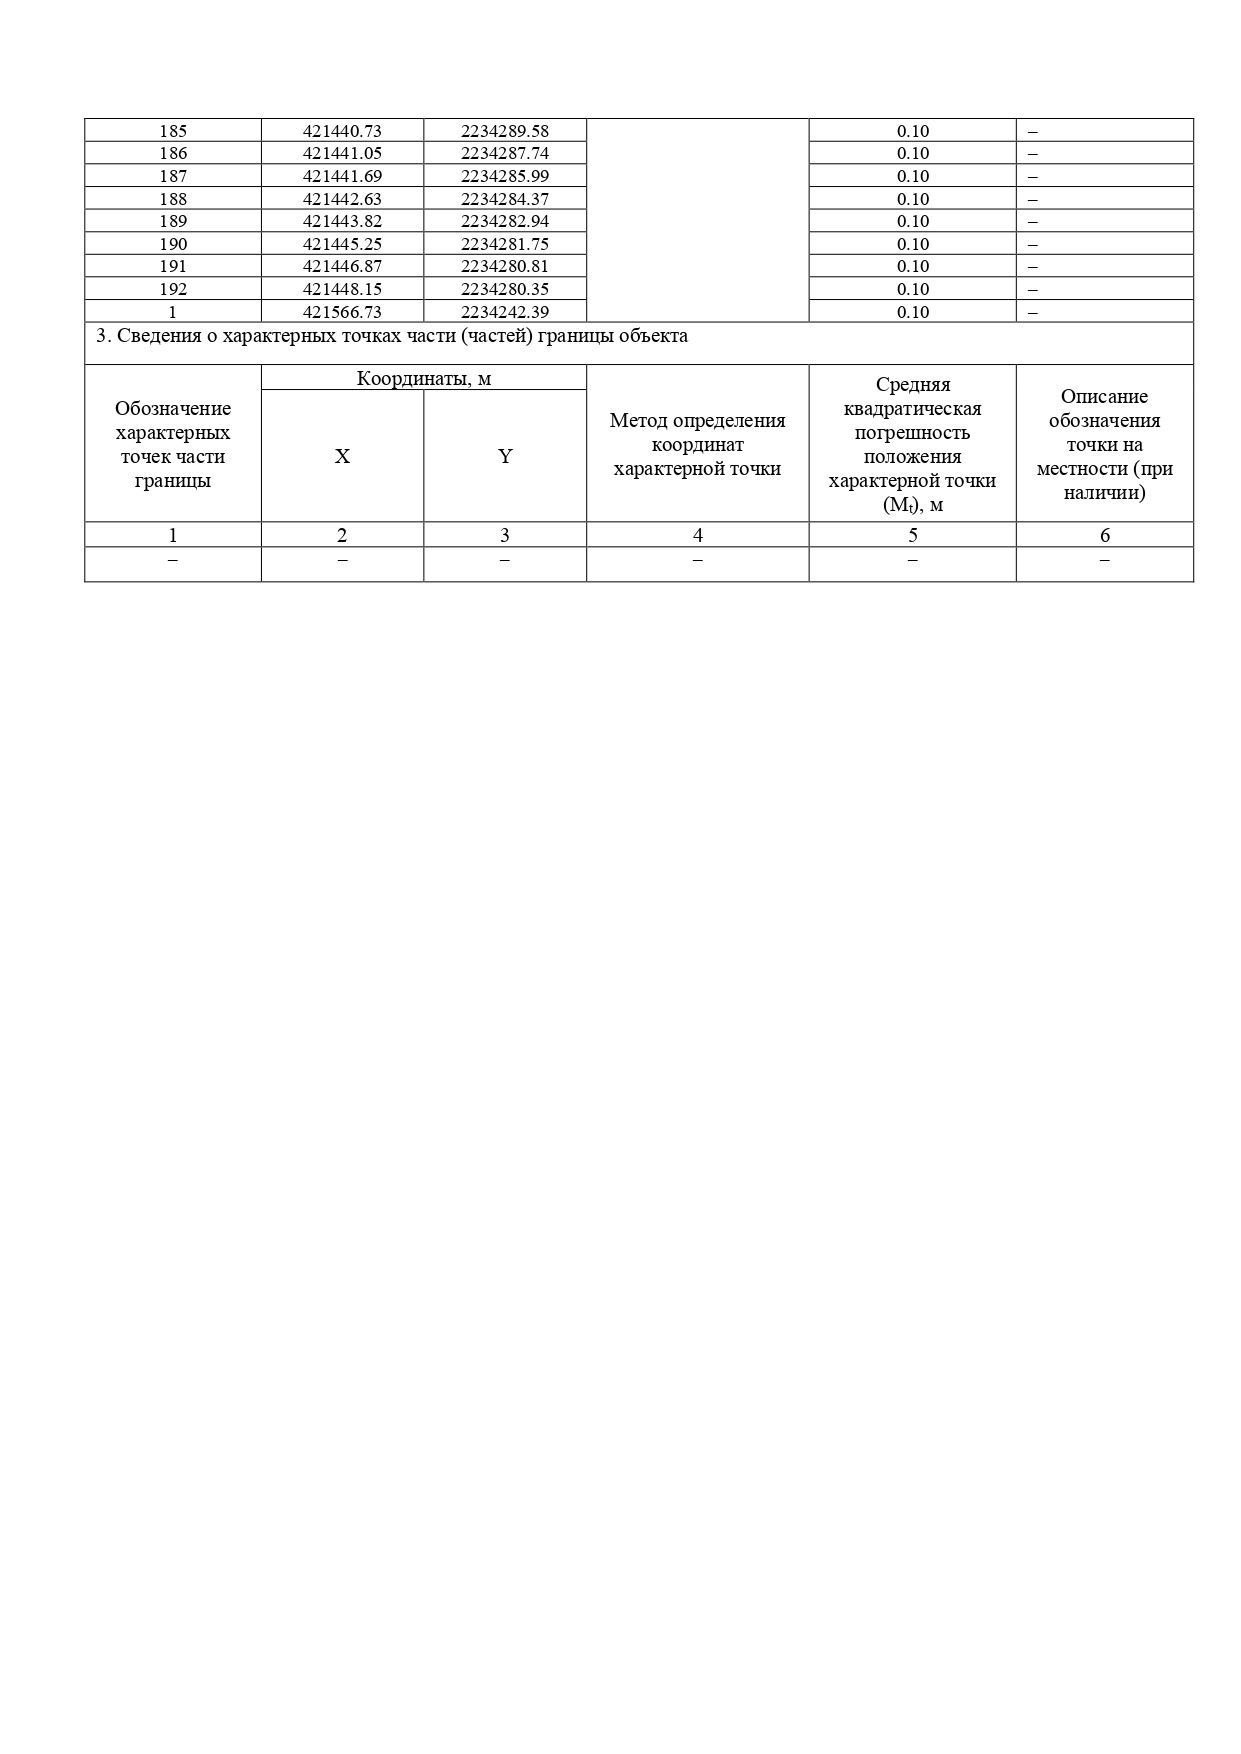 185 421440.73 2234289.58 0.10 –
186 421441.05 2234287.74 0.10 –
187 421441.69 2234285.99 0.10 –
188 421442.63 2234284.37 0.10 –
189 421443.82 2234282.94 0.10 –
190 421445.25 2234281.75 0.10 –
191 421446.87 2234280.81 0.10 –
192 421448.15 2234280.35 0.10 –
1 421566.73 2234242.39 0.10 –
3. Сведения о характерных точках части (частей) границы объекта
Обозначение
характерных
точек части
границы
Координаты, м
X
Y
Метод определения
координат
характерной точки
Средняя
квадратическая
погрешность
положения
характерной точки
(Mt), м
Описание
обозначения
точки на
местности (при
наличии)
1 2 3 4 5 6
– – – – – –